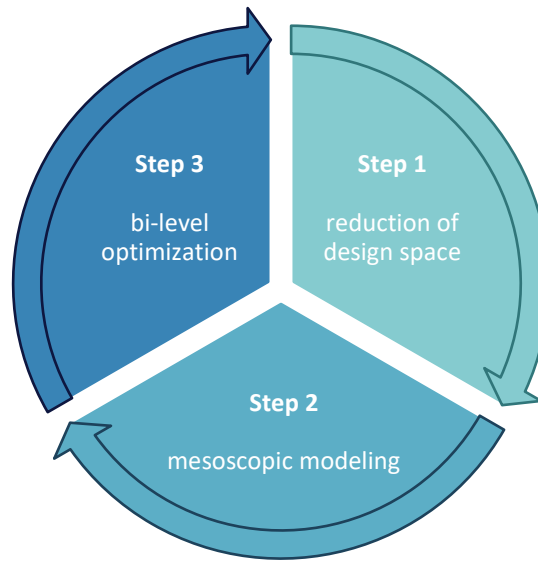 Step 1
reduction of
design space
Step 2
mesoscopic modeling
Step 3
bi-level
optimization